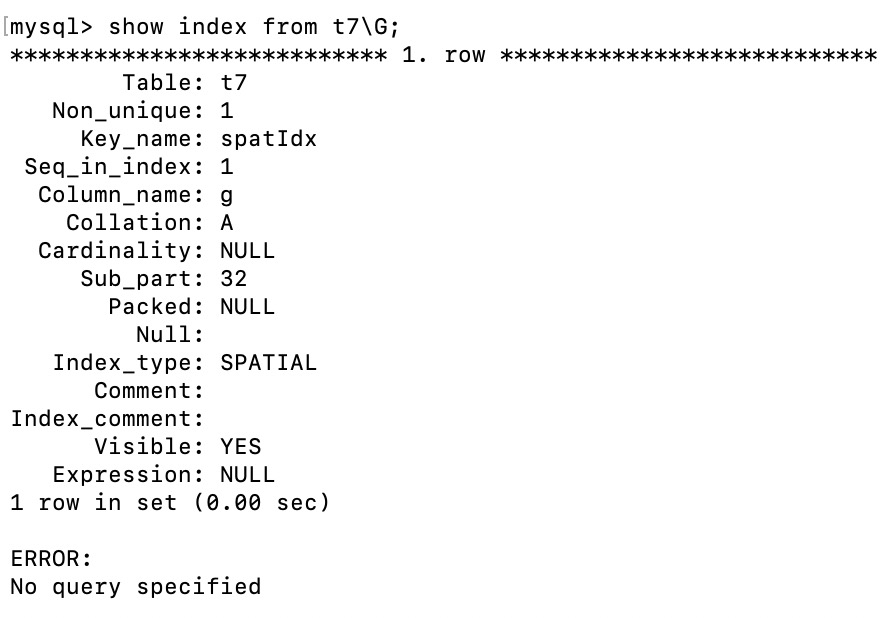 [mysql> show index from t7\G;
*************************** 1. row ***************************
Table: t7
Non_unique: 1
Key_name: spatIdx
Seq_in_index: 1
Column_name: g
Collation: A
Cardinality: NULL
Sub_part: 32
Packed: NULL
Null:
Index_type: SPATIAL
Comment:
Index_comment:
Visible: YES
Expression: NULL
1 row in set (0.00 sec)
ERROR:
No query specified